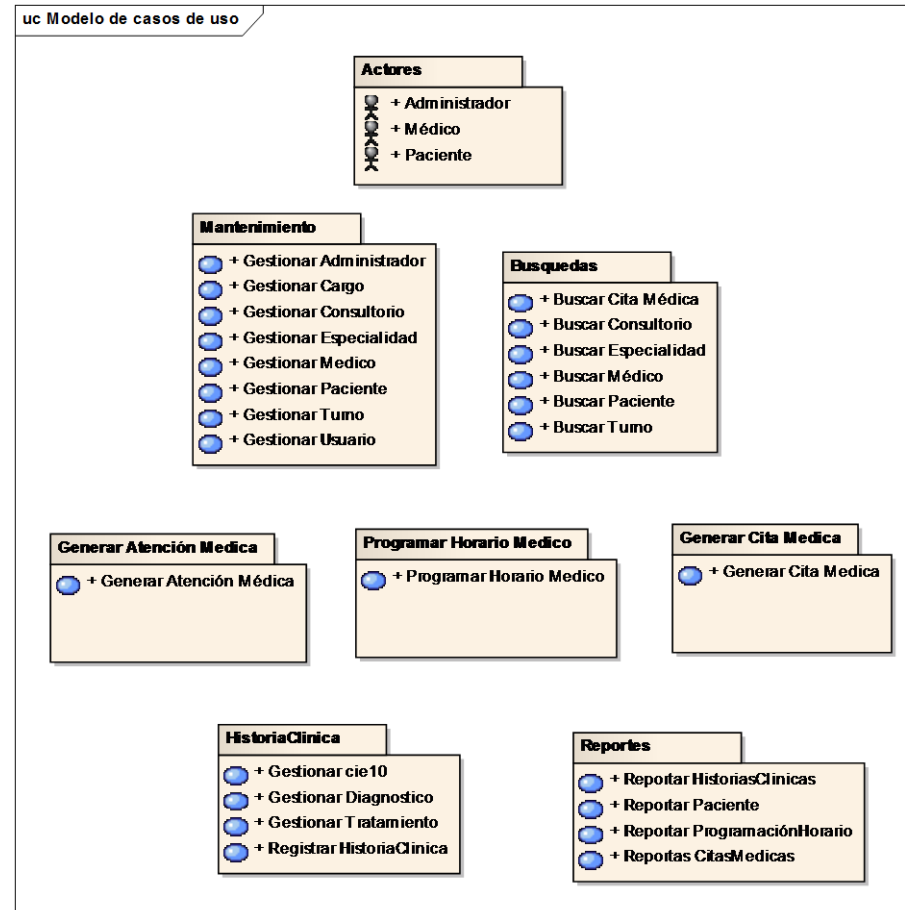 uc Modelo de casos de uso
Actores
+ Administrador
+ Médico
+ Paciente
Mantenimiento
+ Gestionar Administrador
+ Gestionar Cargo
+ Gestionar Consultorio
+ Gestionar Especialidad
+ Gestionar Medico
+ Gestionar Paciente
+ Gestionar Turno
+ Gestionar Usuario
Busquedas
+ Buscar Cita Médica
+ Buscar Consultorio
+ Buscar Especialidad
+ Buscar Médico
+ Buscar Paciente
+ Buscar Turno
Generar Atención Medica
+ Generar Atención Médica
Programar Horario Medico
+ Programar Horario Medico
Generar Cita Medica
+ Generar Cita Medica
HistoriaClinica
+ Gestionar cie10
+ Gestionar Diagnostico
+ Gestionar Tratamiento
+ Registrar HistoriaClinica
Reportes
+ Reportar HistoriasClinicas
+ Reportar Paciente
+ Reportar ProgramaciónHorario
+ Reportas CitasMedicas